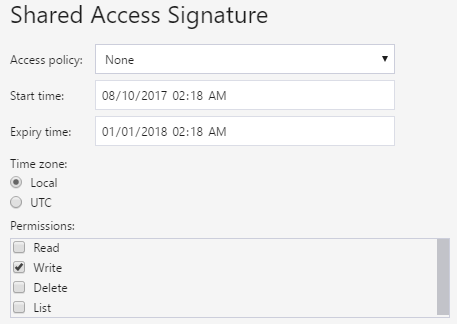 Shared Access Signature
Access policy: None
Start time: 08/10/2017 02:18 AM
Expiry time: 01/01/2018 02:18 AM
Time zone:
Local
UTC
Permissions:
Read
Write
Delete
List